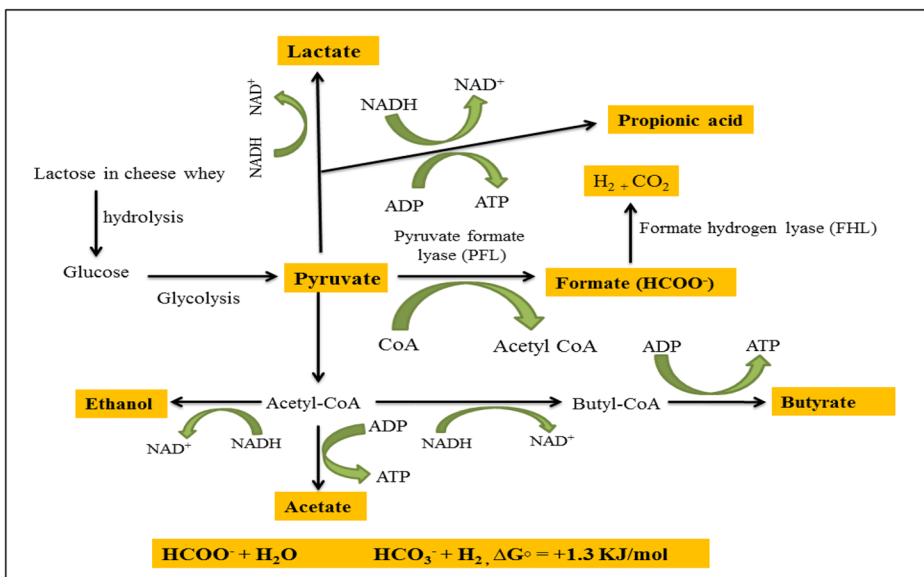 Lactate
NAD⁺
NADH
NADH
NAD⁺
Propionic acid
ADP
ATP
Lactose in cheese whey
hydrolysis
H₂ + CO₂
Formate hydrogen lyase (FHL)
Glucose
Glycolysis
Pyruvate
Pyruvate formate
lyase (PFL)
Formate (HCOO⁻)
CoA
Acetyl CoA
ADP
ATP
Ethanol
Acetyl-CoA
Butyl-CoA
Butyrate
NAD⁺
NADH
ADP
ATP
NADH
NAD⁺
Acetate
HCOO⁻ + H₂O HCO₃⁻ + H₂ , ΔG○ = +1.3 KJ/mol